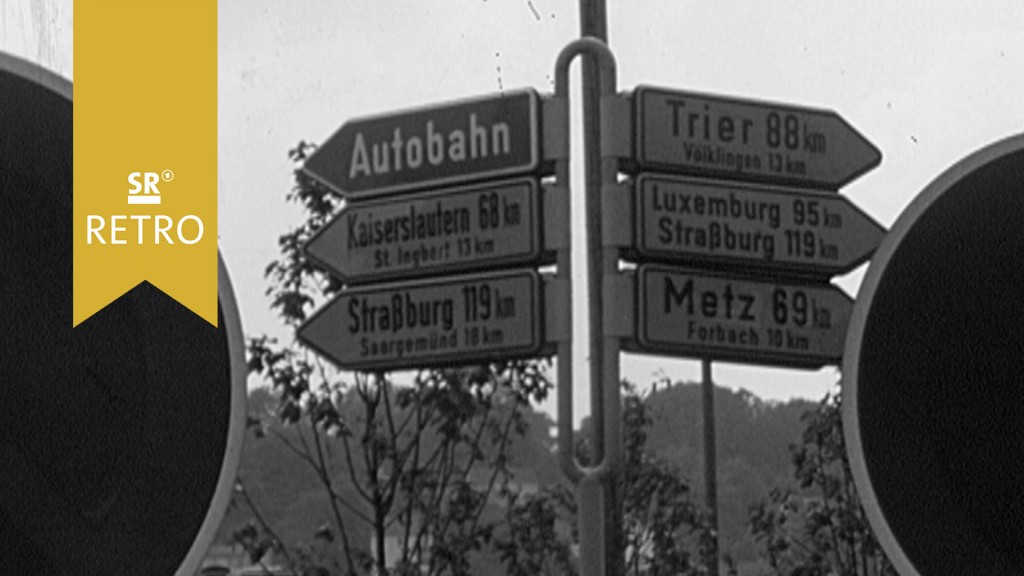 SR
RETRO
Autobahn
Kaiserslautern 68 km
St. Ingbert 13 km
Straßburg 119 km
Saargemünd 18 km
Trier 88 km
Völklingen 13 km
Luxemburg 95 km
Straßburg 119 km
Metz 69 km
Forbach 10 km